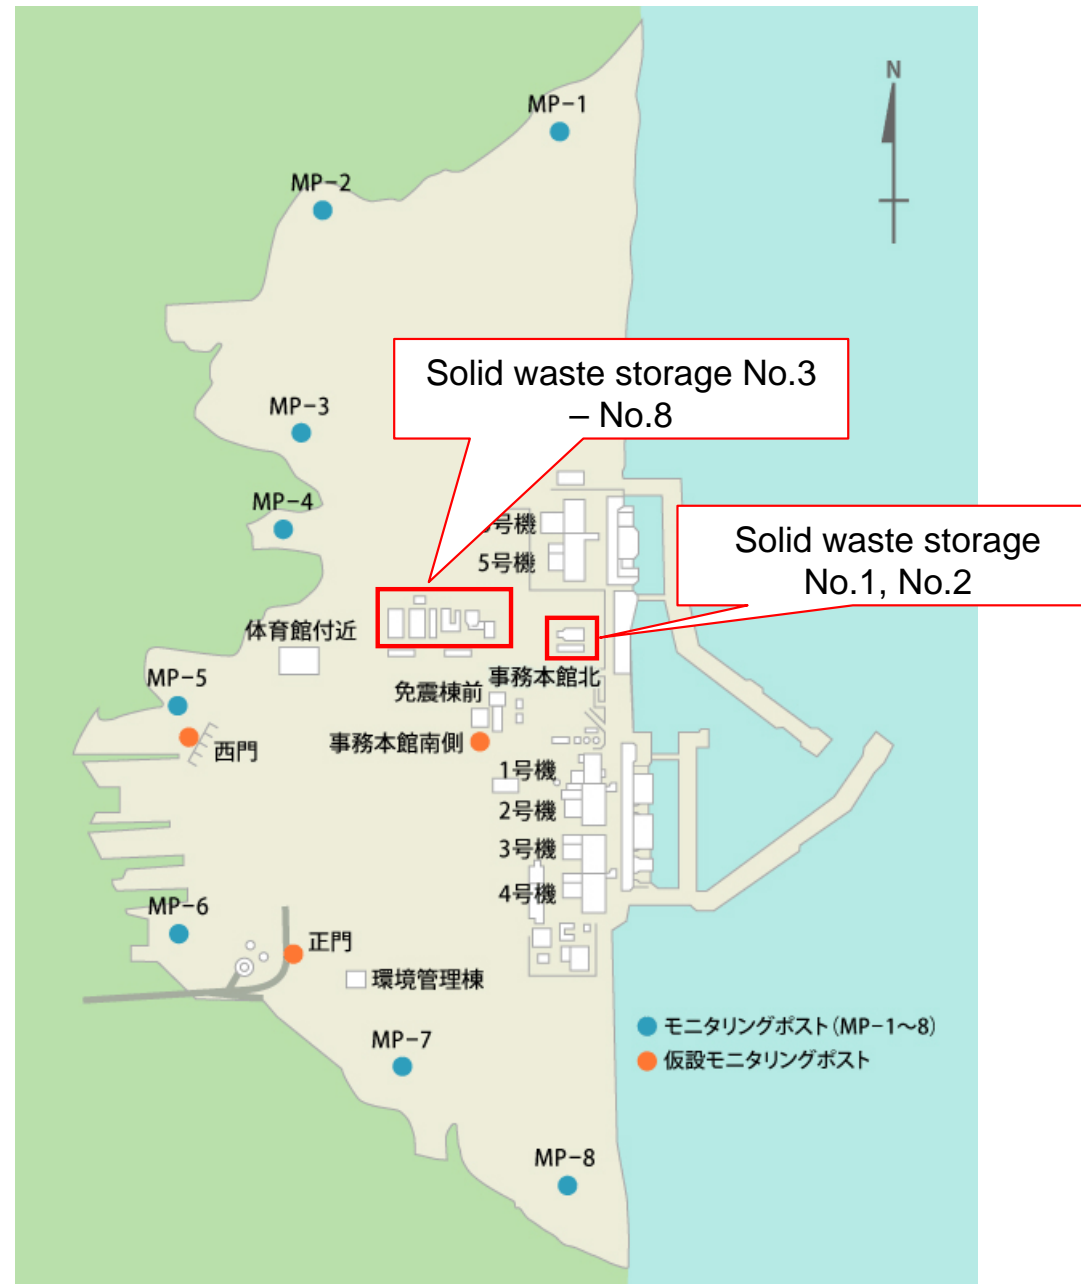 N
MP-1
MP-2
Solid waste storage No.3
– No.8
MP-3
MP-4
号機
5号機
Solid waste storage
No.1, No.2
体育館付近
MP-5
免震棟前
事務本館北
西門
事務本館南側
1号機
2号機
3号機
4号機
MP-6
正門
環境管理棟
モニタリングポスト(MP-1〜8)
仮設モニタリングポスト
MP-7
MP-8